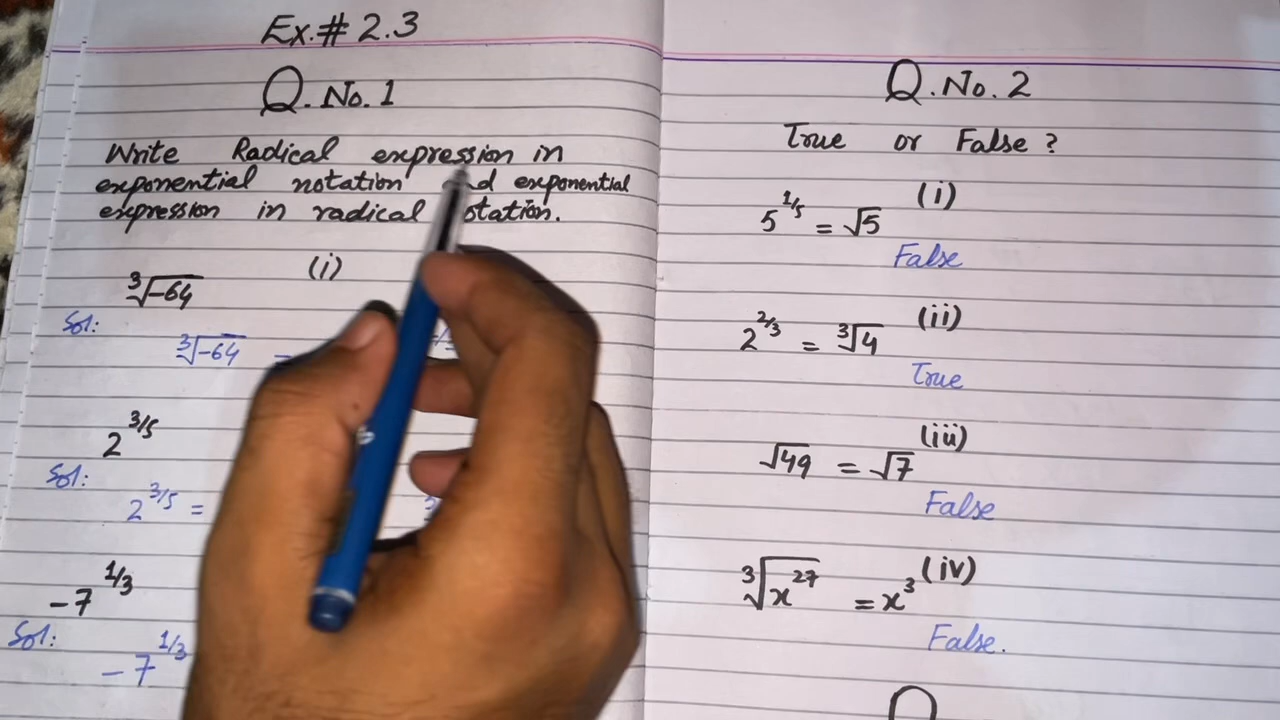 Ex.# 2.3
Q. No. 1
Write Radical expression in
exponential notation exponential
expression in radical
(i)
∛-64
Sol:
∛-64 =
2^3/5
Sol:
2^3/5 =
-7^1/3
Sol:
-7^1/3
Q. No. 2
True or False ?
(i)
5^1/5 = √5
False
(ii)
2^2/3 = ∛4
True
(iii)
√49 = √7
False
(iv)
∛x^27 = x^3
False.